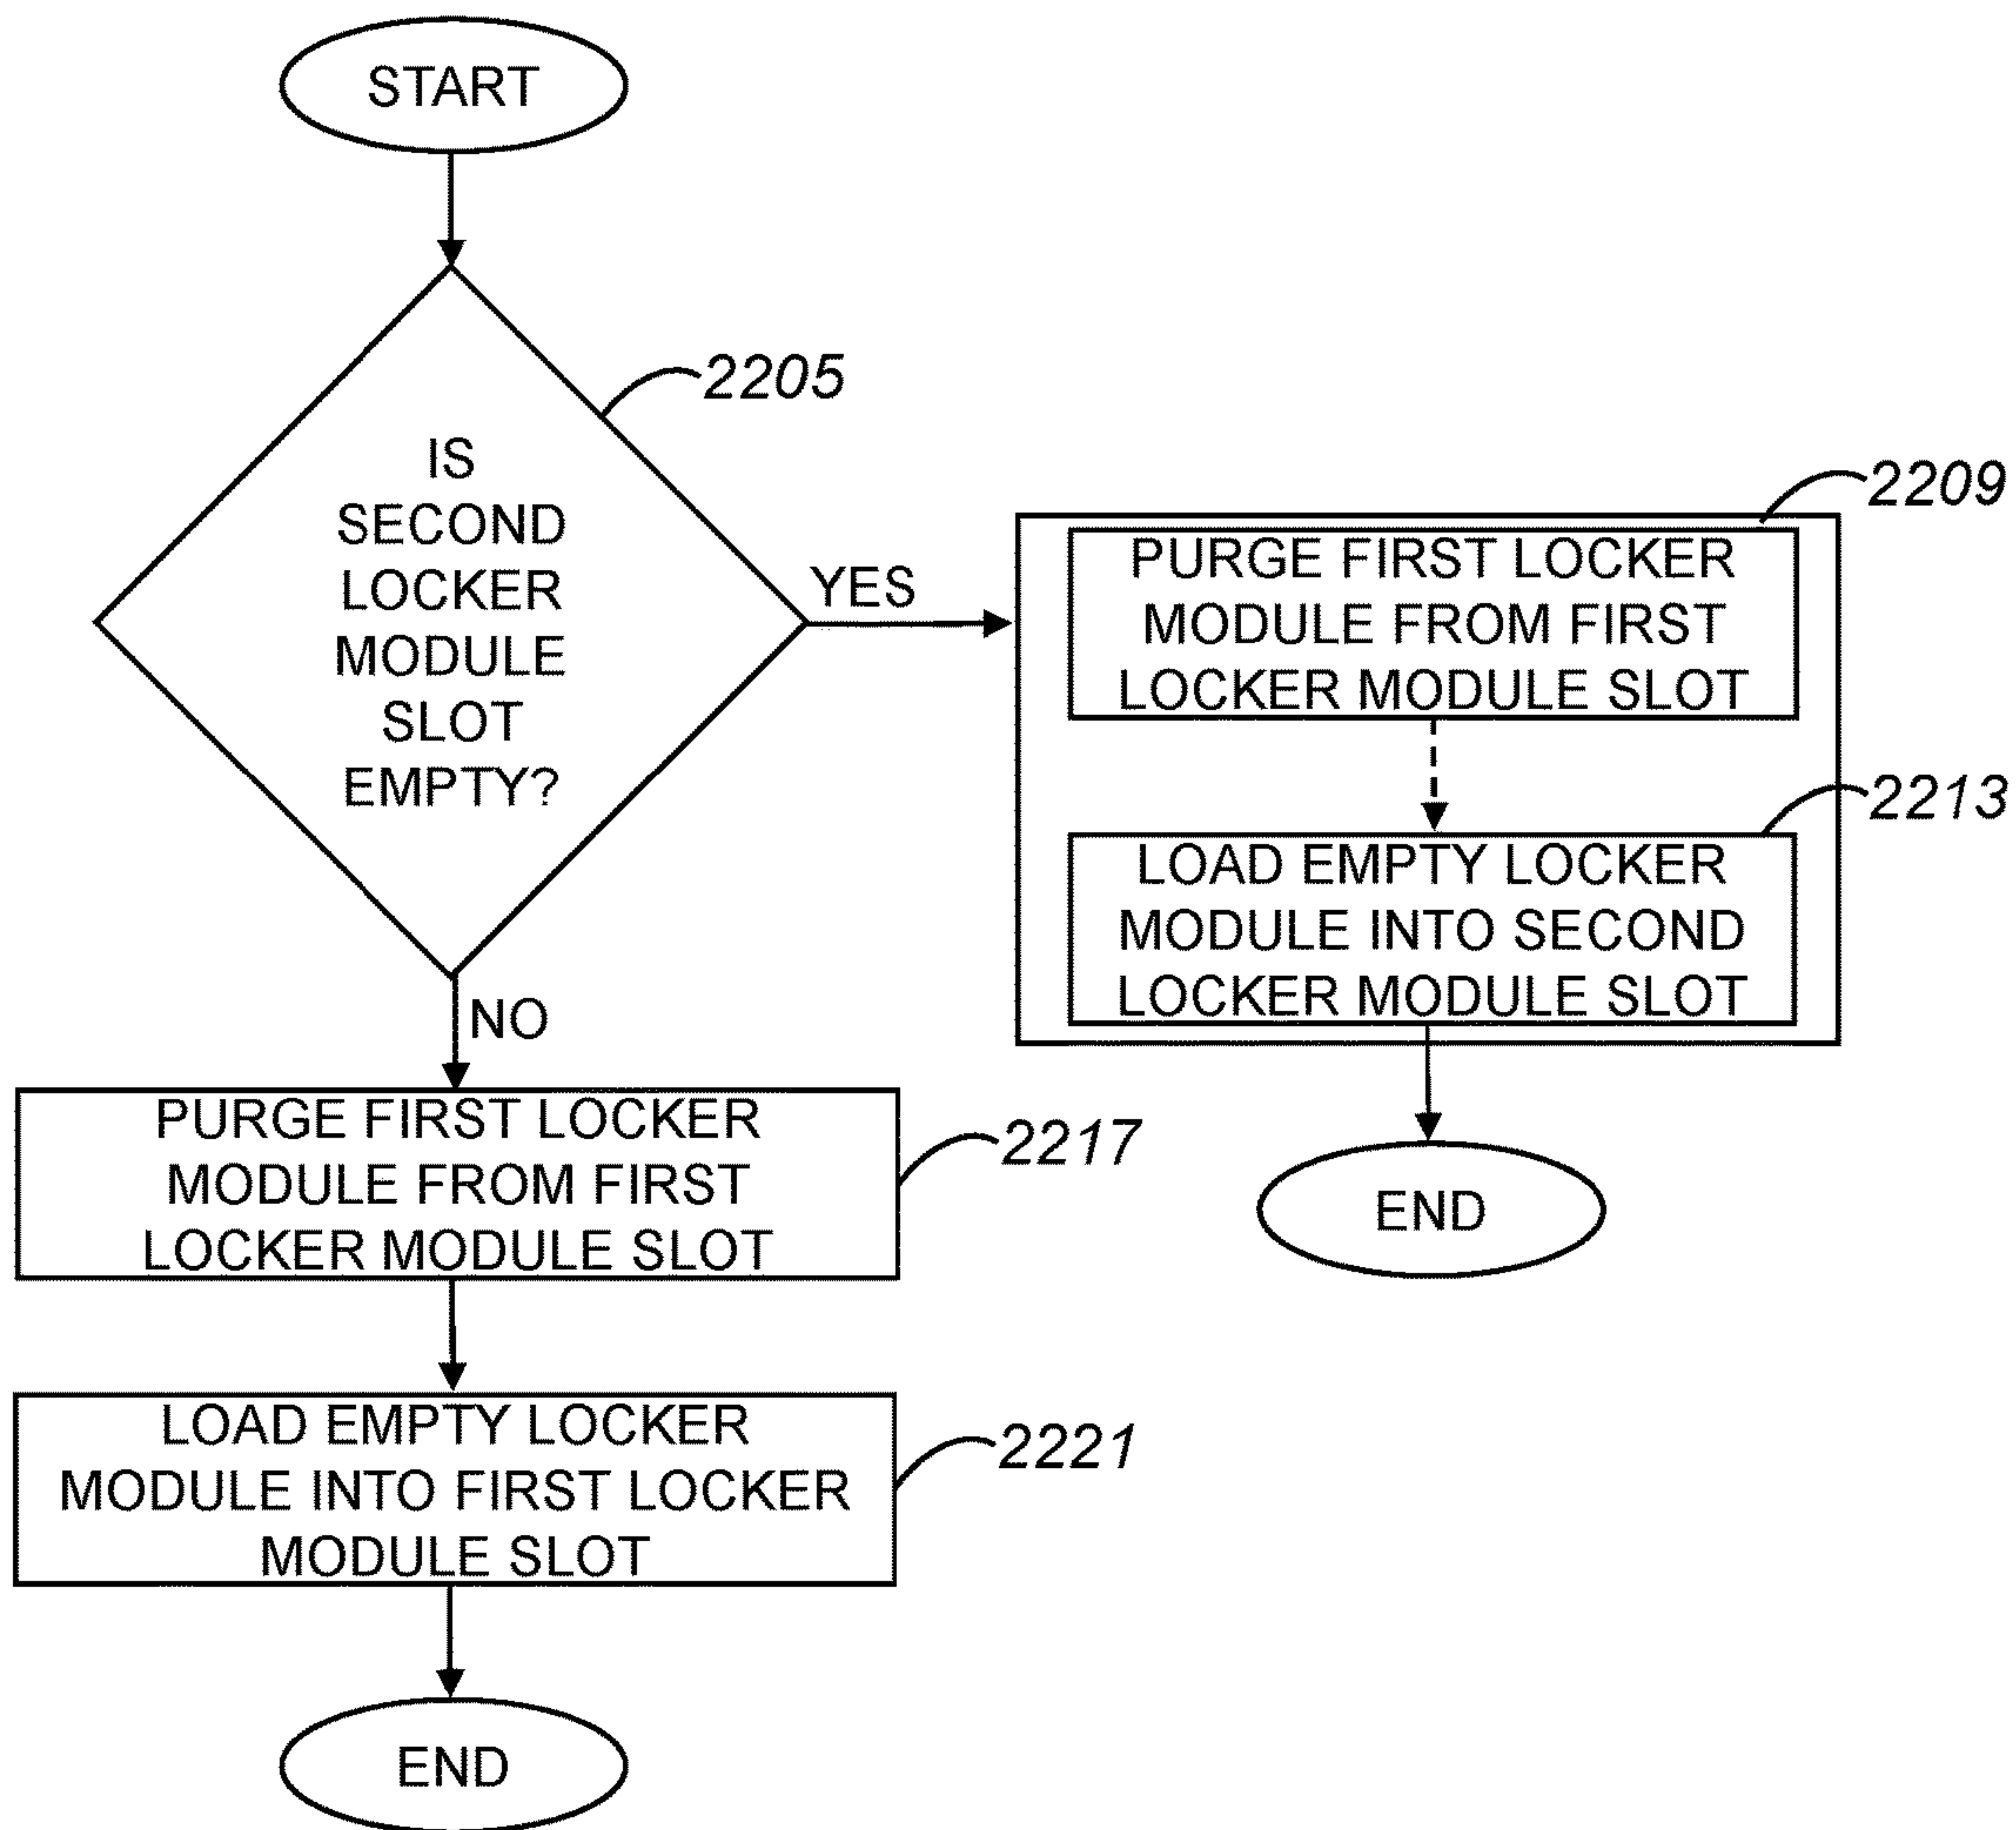 START
2205
IS
SECOND
LOCKER
MODULE
SLOT
EMPTY?
YES
2209
PURGE FIRST LOCKER
MODULE FROM FIRST
LOCKER MODULE SLOT
2213
LOAD EMPTY LOCKER
MODULE INTO SECOND
LOCKER MODULE SLOT
END
NO
PURGE FIRST LOCKER
MODULE FROM FIRST
LOCKER MODULE SLOT
2217
LOAD EMPTY LOCKER
MODULE INTO FIRST LOCKER
MODULE SLOT
2221
END